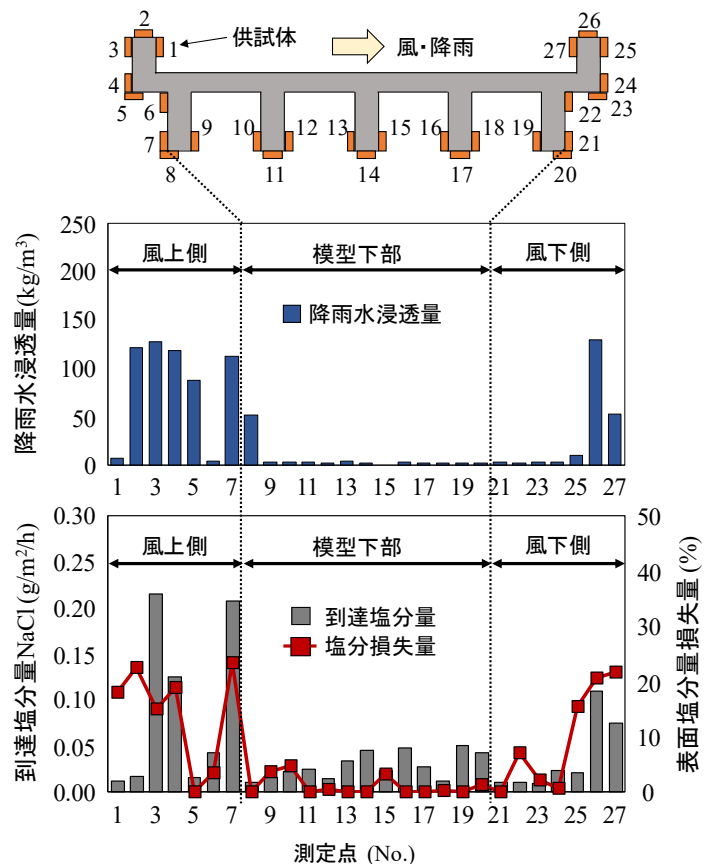 26
2
3 1 供試体 風・降雨 27 25
4 24
5 23
6 22
7 9 10 12 13 15 16 18 19 21
8 11 14 17 20
降雨水浸透量(kg/m³)
250
200
150
100
50
0
風上側 模型下部 風下側
降雨水浸透量
1 3 5 7 9 11 13 15 17 19 21 23 25 27
到達塩分量NaCl (g/m²/h)
0.30
0.25
0.20
0.15
0.10
0.05
0.00
風上側 模型下部 風下側
到達塩分量
塩分損失量
50
40
30
20
10
0
表面塩分量損失量 (%)
1 3 5 7 9 11 13 15 17 19 21 23 25 27
測定点 (No.)